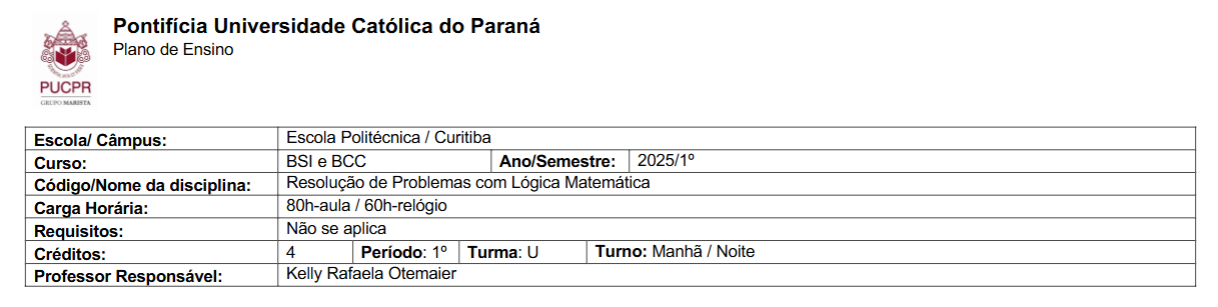 Pontifícia Universidade Católica do Paraná
Plano de Ensino
PUCPR
GRUPO MARISTA
Escola/ Câmpus: Escola Politécnica / Curitiba
Curso: BSI e BCC Ano/Semestre: 2025/1º
Código/Nome da disciplina: Resolução de Problemas com Lógica Matemática
Carga Horária: 80h-aula / 60h-relógio
Requisitos: Não se aplica
Créditos: 4 Período: 1º Turma: U Turno: Manhã / Noite
Professor Responsável: Kelly Rafaela Otemaier